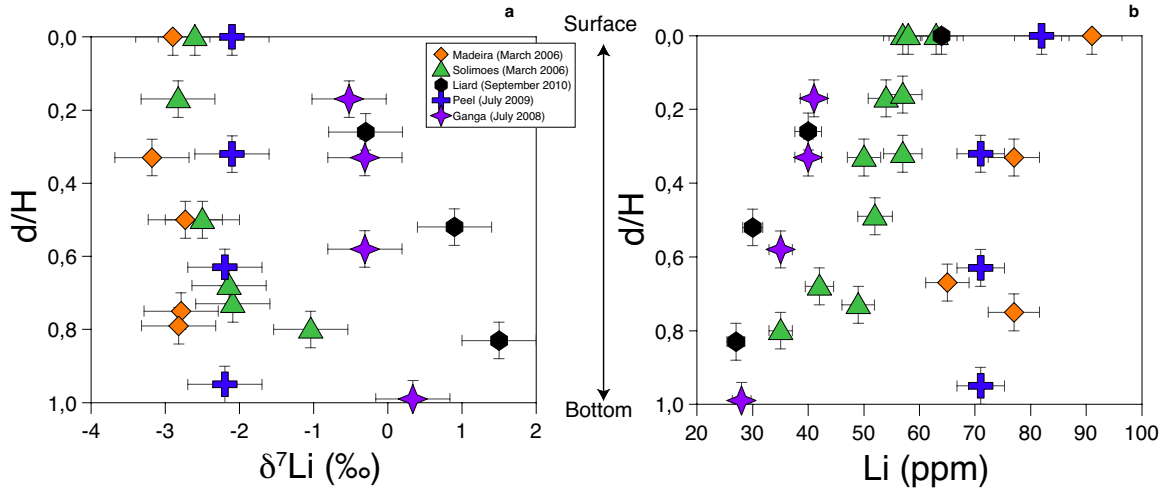 a
0,0
0,2
0,4
0,6
0,8
1,0
d/H
-4
-3
-2
-1
0
1
2
δ⁷Li (‰)
Madeira (March 2006)
Solimoes (March 2006)
Liard (September 2010)
Peel (July 2009)
Ganga (July 2008)
Surface
Bottom
b
0,0
0,2
0,4
0,6
0,8
1,0
d/H
20
30
40
50
60
70
80
90
100
Li (ppm)